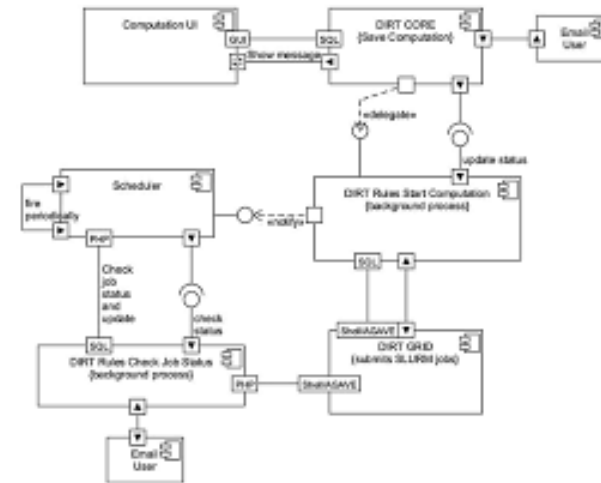 Computation UI
DIRT CORE
(Save Computation)
GUI
SQL
Show message
Email
User
«delegate»
update status
Scheduler
fire
periodically
DIRT Rules Start Computation
(background process)
«notify»
PHP
SQL
Check
job
status
and
update
check
status
Shell/ASAVE
DIRT GRID
(submits SLURM jobs)
SQL
DIRT Rules Check Job Status
(background process)
PHP
Shell/ASAVE
Email
User